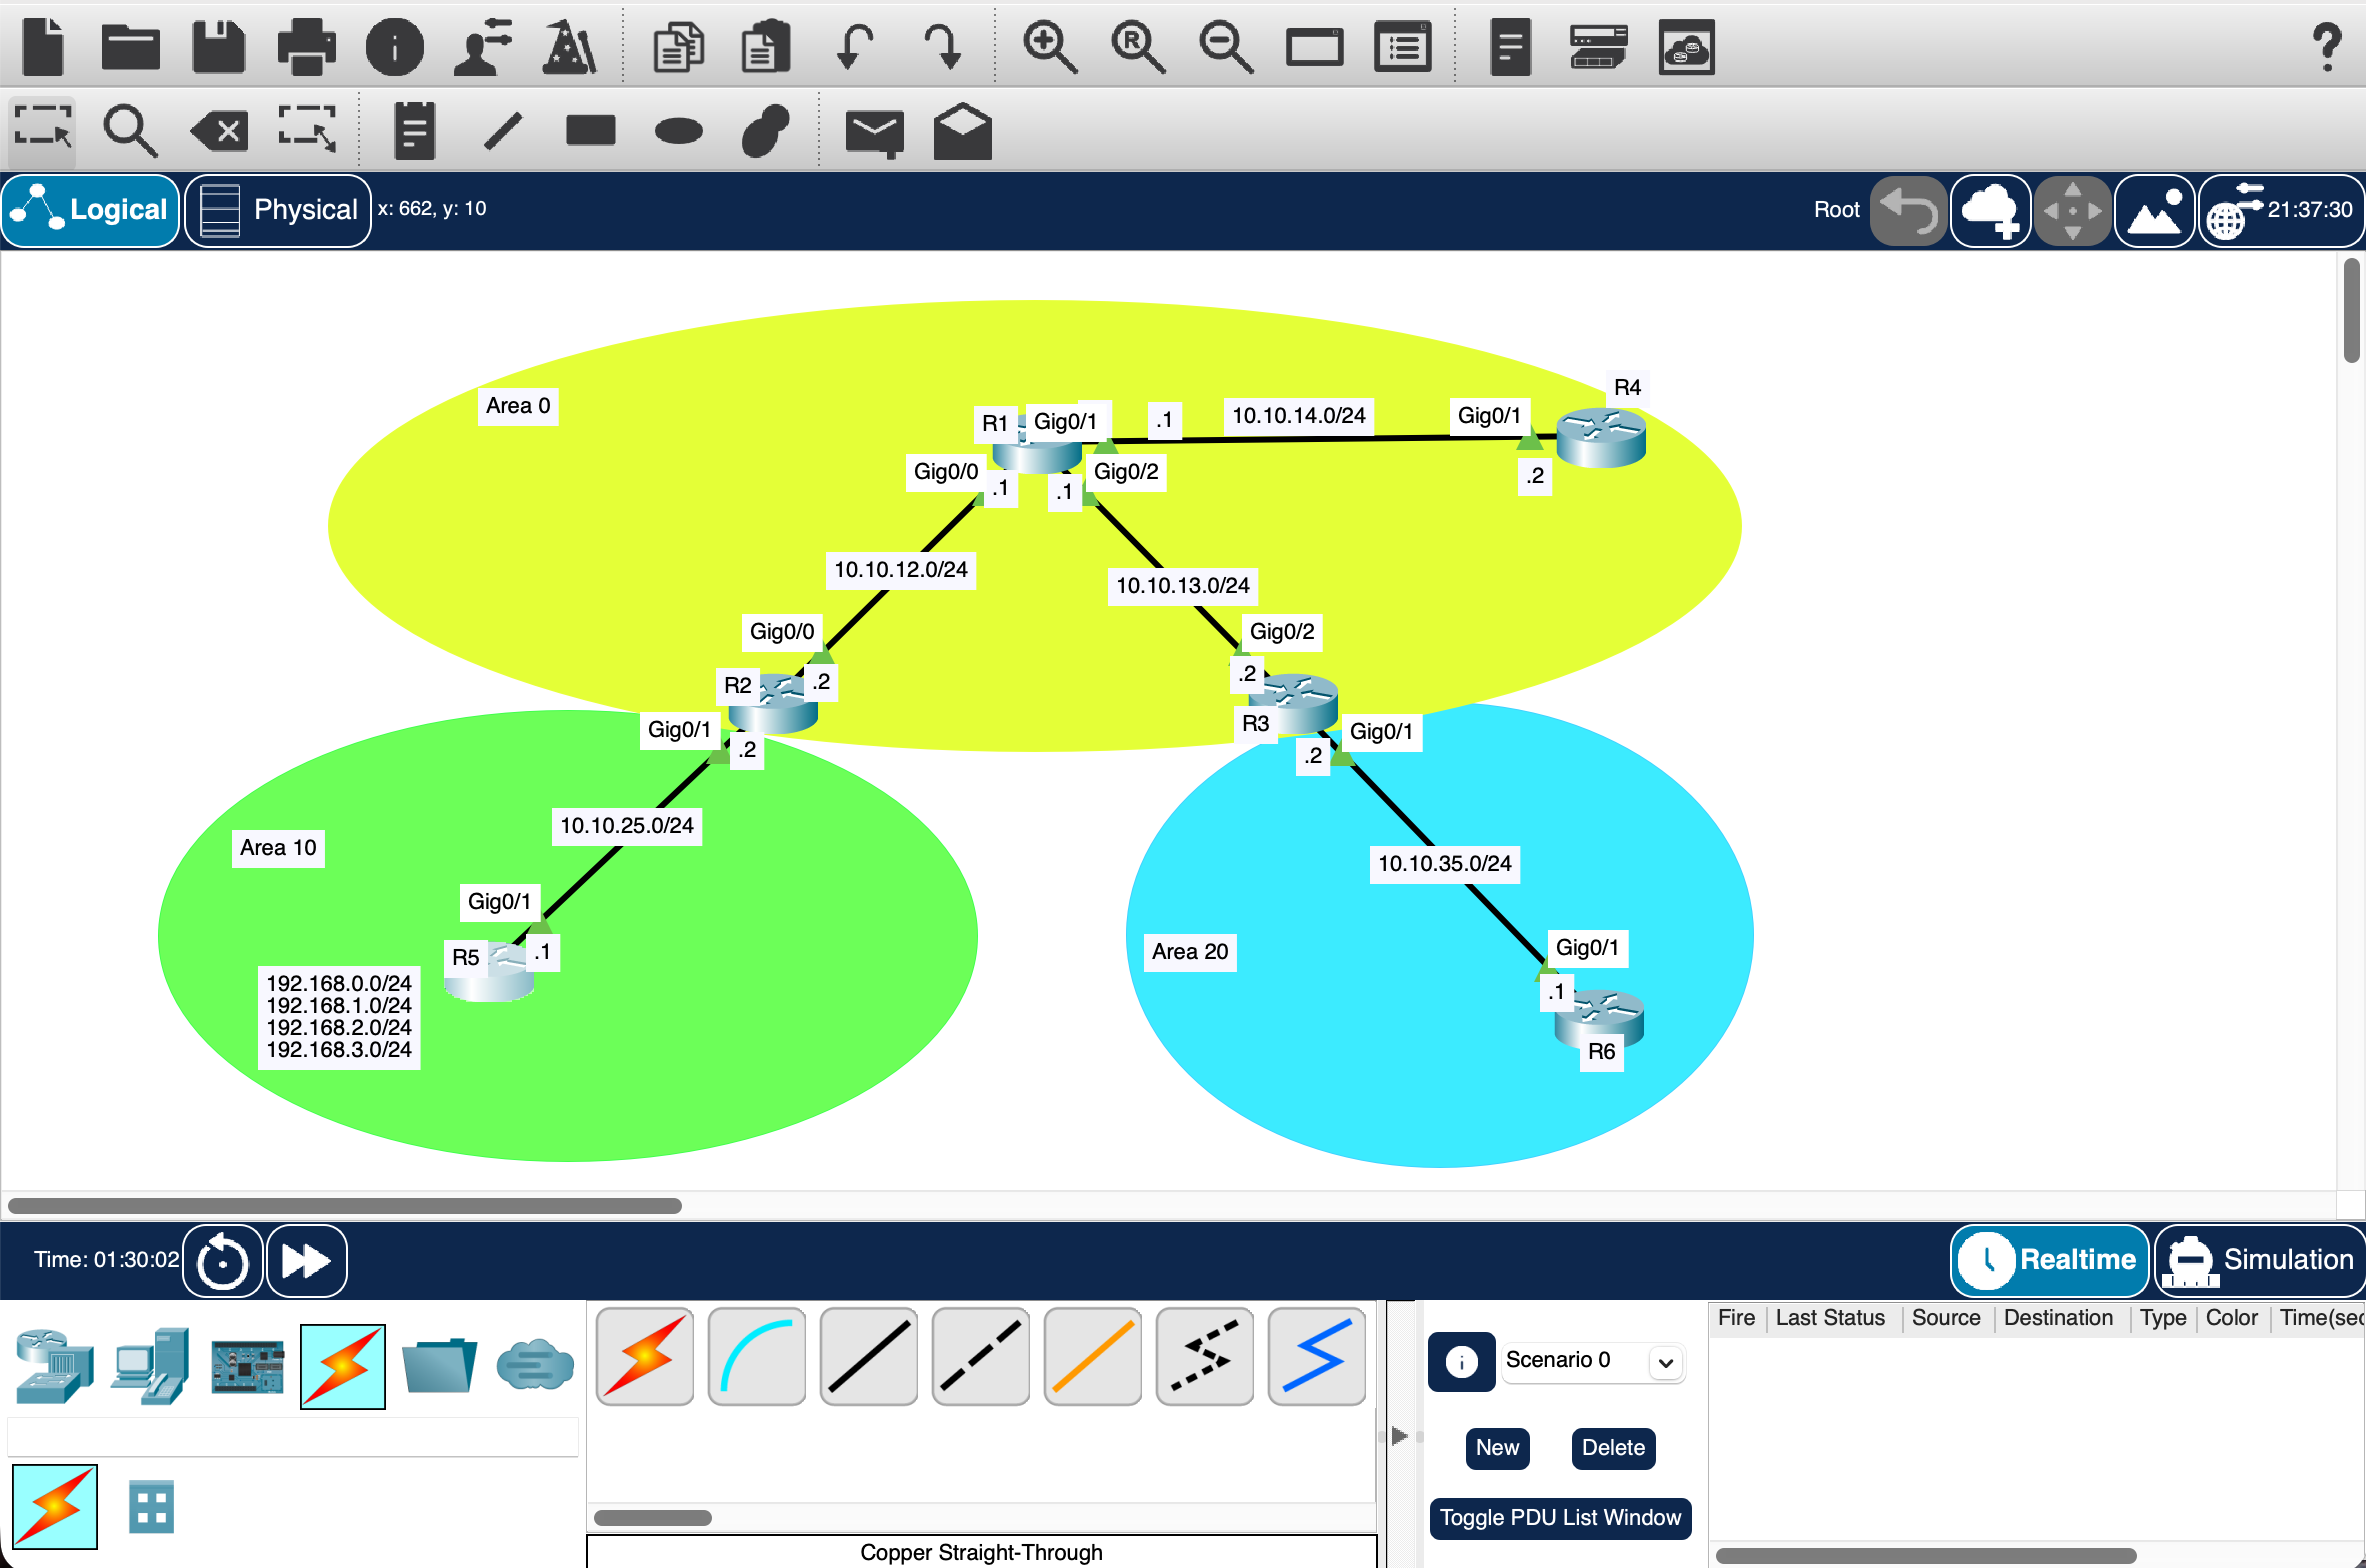 Logical
Physical
x: 662, y: 10
Root
21:37:30
R4
Area 0
R1
Gig0/1
.1
10.10.14.0/24
Gig0/1
Gig0/0
.1
.1
Gig0/2
.2
10.10.12.0/24
10.10.13.0/24
Gig0/0
Gig0/2
R2
.2
.2
R3
Gig0/1
.2
.2
Gig0/1
10.10.25.0/24
Area 10
10.10.35.0/24
Gig0/1
R5
.1
Area 20
Gig0/1
.1
192.168.0.0/24
192.168.1.0/24
192.168.2.0/24
192.168.3.0/24
R6
Time: 01:30:02
Realtime
Simulation
Fire Last Status Source Destination Type Color Time(sec
Scenario 0
New
Delete
Toggle PDU List Window
Copper Straight-Through